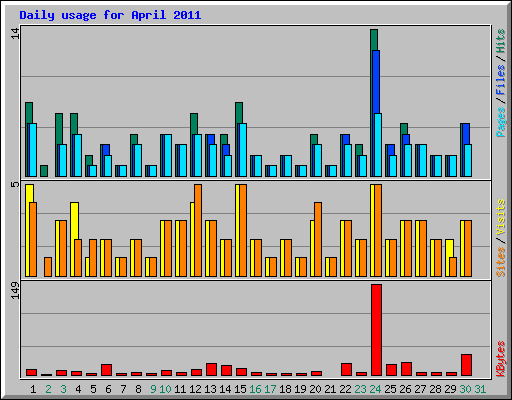 Daily usage for April 2011
14
Pages / Files / Hits
5
Sites / Visits
149
KBytes
1 2 3 4 5 6 7 8 9 10 11 12 13 14 15 16 17 18 19 20 21 22 23 24 25 26 27 28 29 30 31